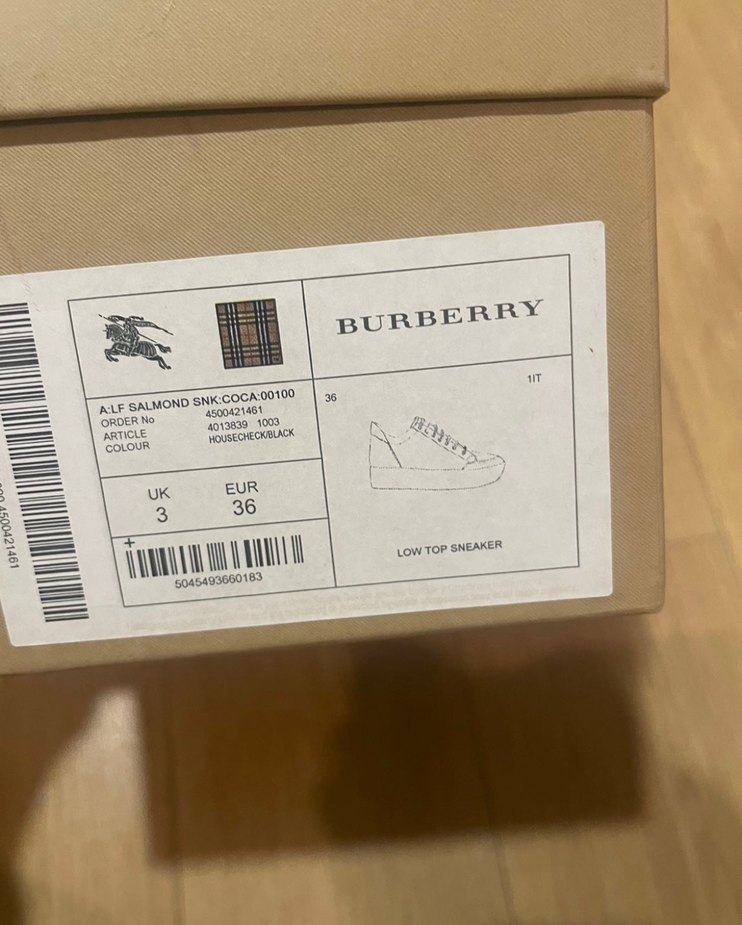 BURBERRY
A:LF SALMOND SNK:COCA:00100
ORDER No 4500421461
ARTICLE 4013839 1003
COLOUR HOUSECHECK/BLACK
36
1IT
UK EUR
3 36
LOW TOP SNEAKER
+
5045493660183
4500421461